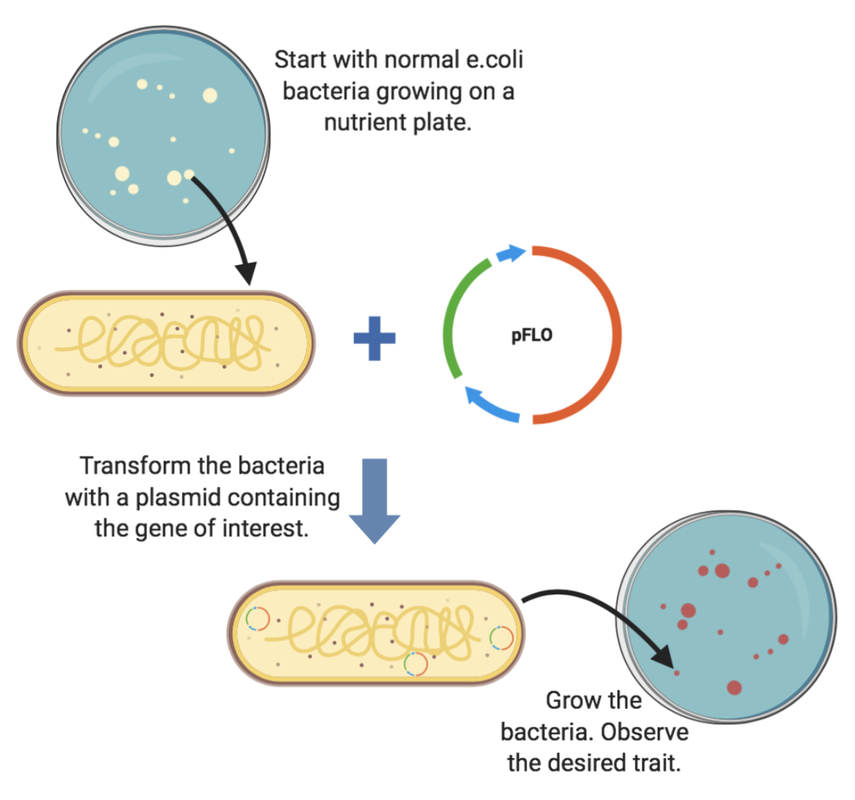 Start with normal e.coli
bacteria growing on a
nutrient plate.
pFLO
Transform the bacteria
with a plasmid containing
the gene of interest.
Grow the
bacteria. Observe
the desired trait.